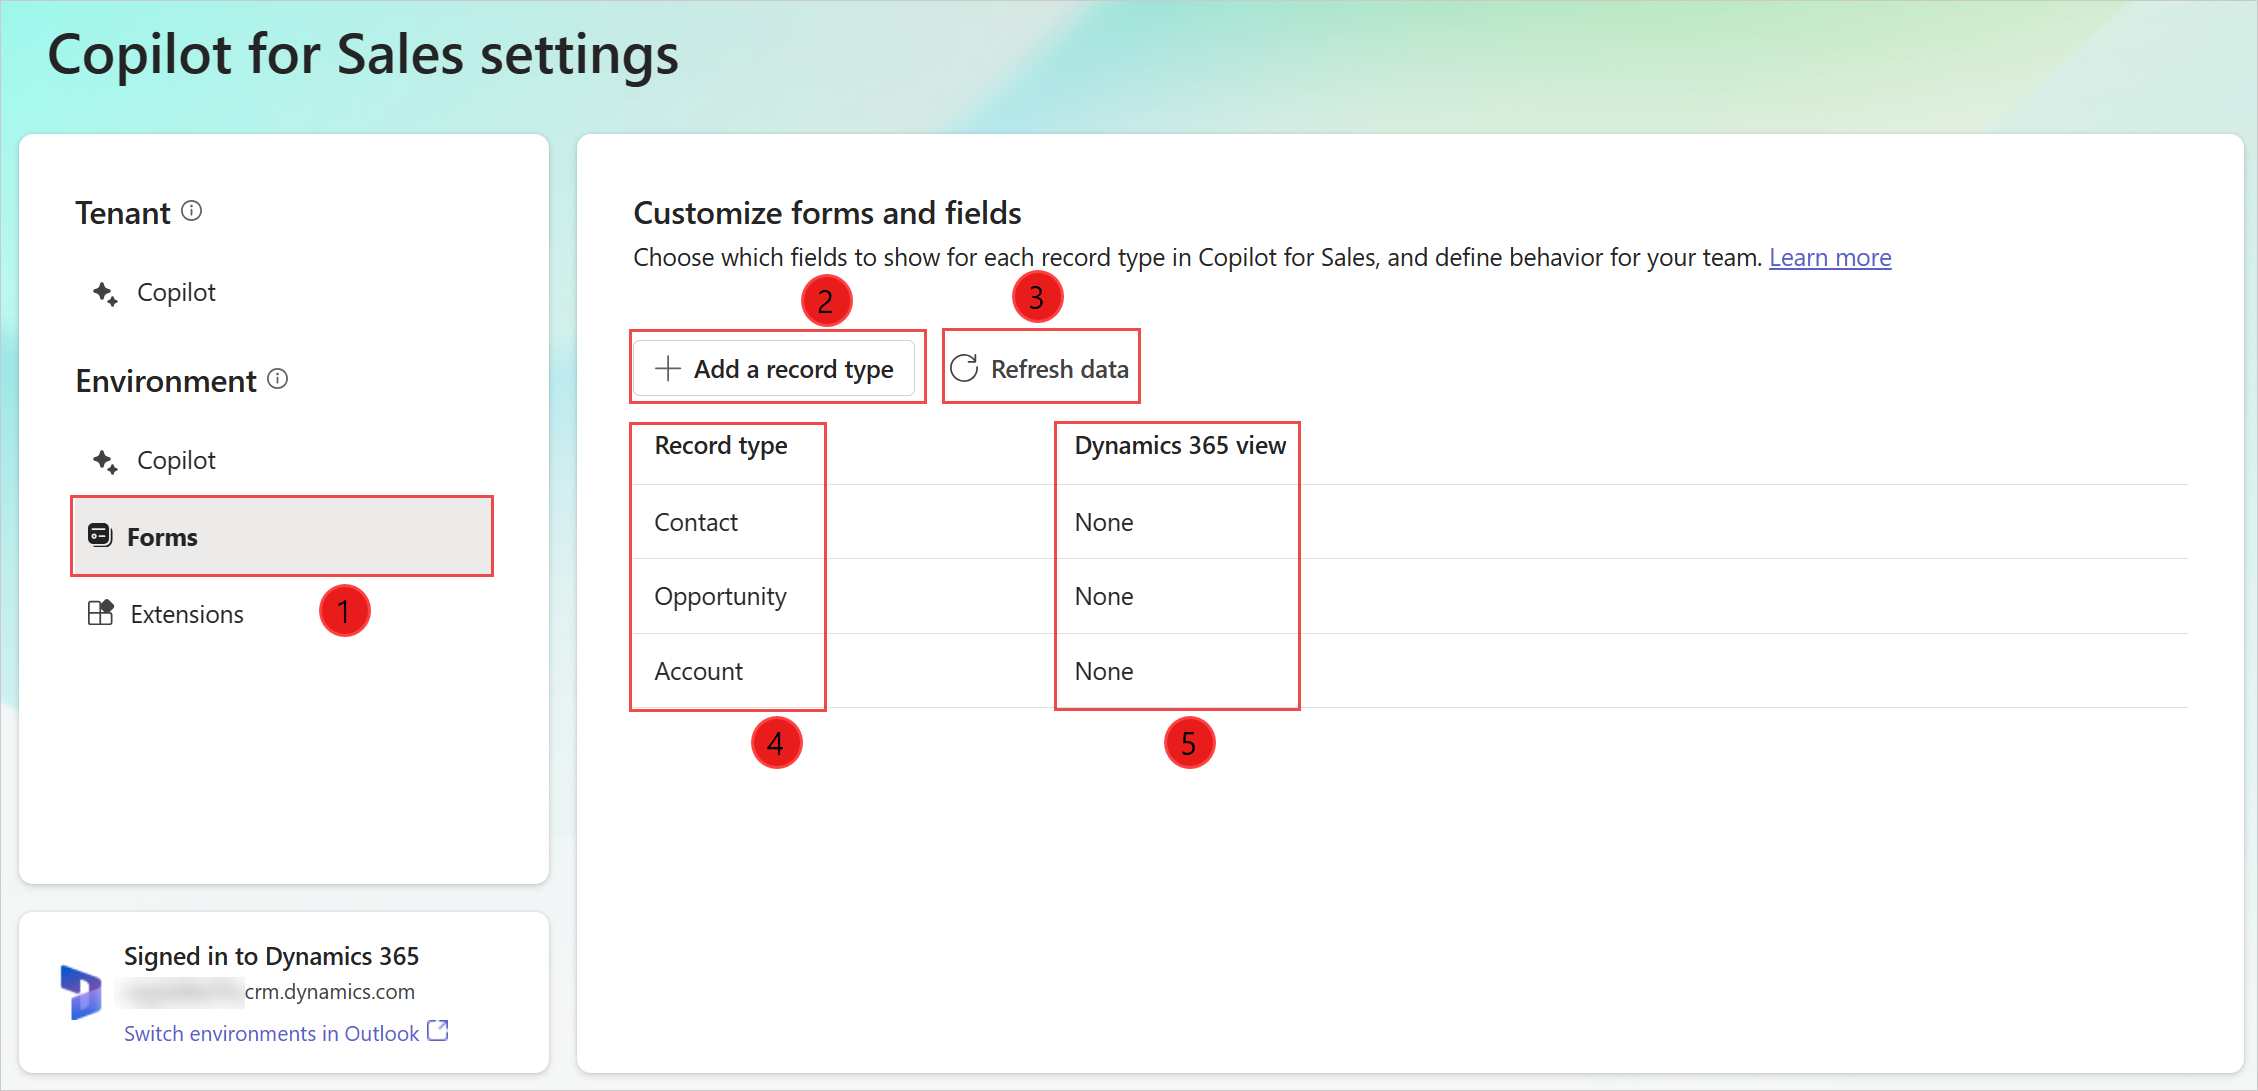 Copilot for Sales settings
Tenant
Copilot
Environment
Copilot
Forms
1
Extensions
Signed in to Dynamics 365
crm.dynamics.com
Switch environments in Outlook
Customize forms and fields
Choose which fields to show for each record type in Copilot for Sales, and define behavior for your team. Learn more
2
3
Add a record type
Refresh data
Record type Dynamics 365 view
Contact None
Opportunity None
Account None
4
5